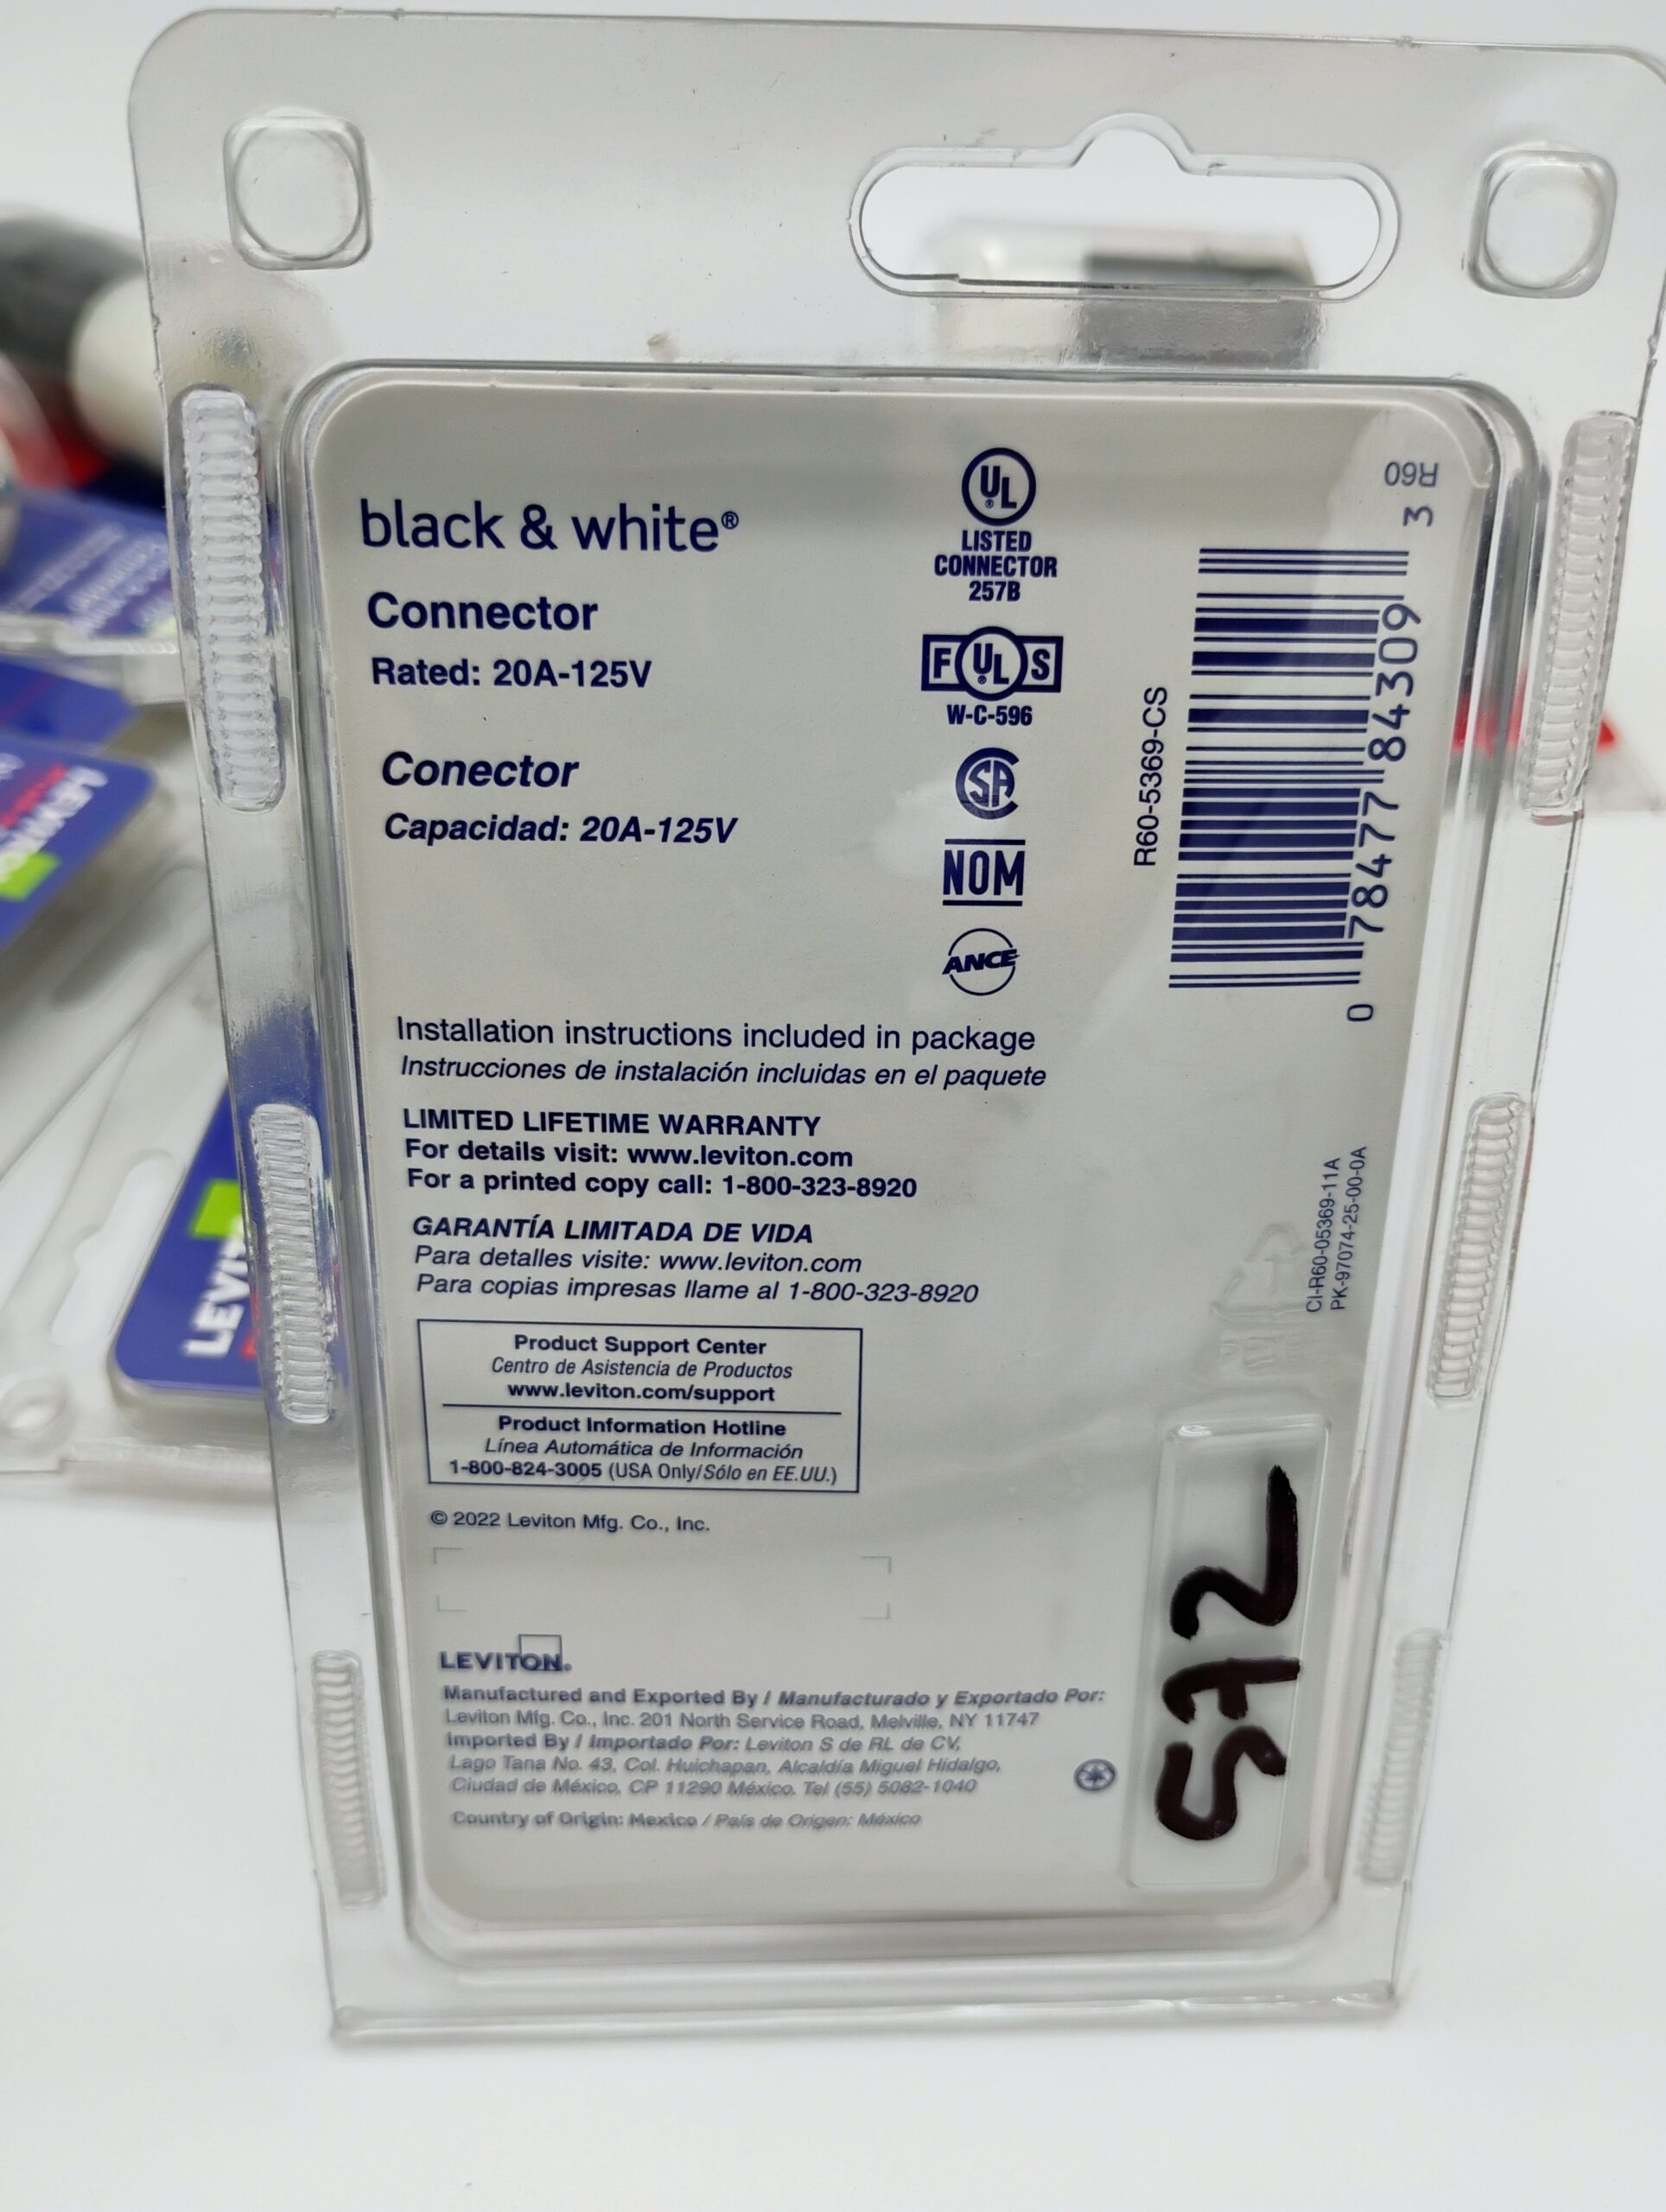 black & white®
Connector
Rated: 20A-125V
Conector
Capacidad: 20A-125V
UL
LISTED
CONNECTOR
257B
F UL S
W-C-596
SA
NOM
ANCE
R60
R60-5369-CS
0 78477 84309 3
Installation instructions included in package
Instrucciones de instalación incluidas en el paquete
LIMITED LIFETIME WARRANTY
For details visit: www.leviton.com
For a printed copy call: 1-800-323-8920
GARANTÍA LIMITADA DE VIDA
Para detalles visite: www.leviton.com
Para copias impresas llame al 1-800-323-8920
CI-R60-05369-11A
PK-97074-25-00-0A
Product Support Center
Centro de Asistencia de Productos
www.leviton.com/support
Product Information Hotline
Línea Automática de Información
1-800-824-3005 (USA Only/Sólo en EE.UU.)
© 2022 Leviton Mfg. Co., Inc.
LEVITON®
Manufactured and Exported By / Manufacturado y Exportado Por:
Leviton Mfg. Co., Inc. 201 North Service Road, Melville, NY 11747
Imported By / Importado Por: Leviton S de RL de CV,
Lago Tana No. 43, Col. Huichapan, Alcaldía Miguel Hidalgo,
Ciudad de México, CP 11290 México. Tel (55) 5082-1040
Country of Origin: Mexico / País de Origen: México
572